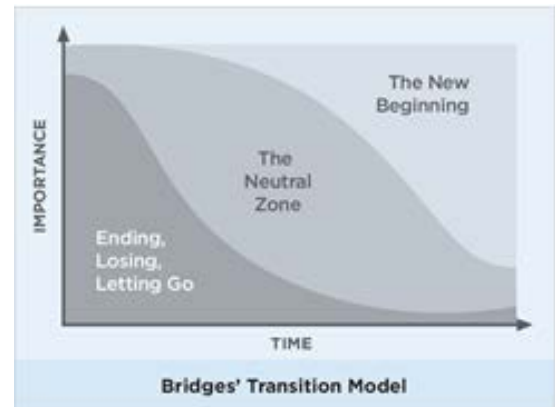 The New
Beginning
The
Neutral
Zone
Ending,
Losing,
Letting Go
IMPORTANCE
TIME
Bridges' Transition Model